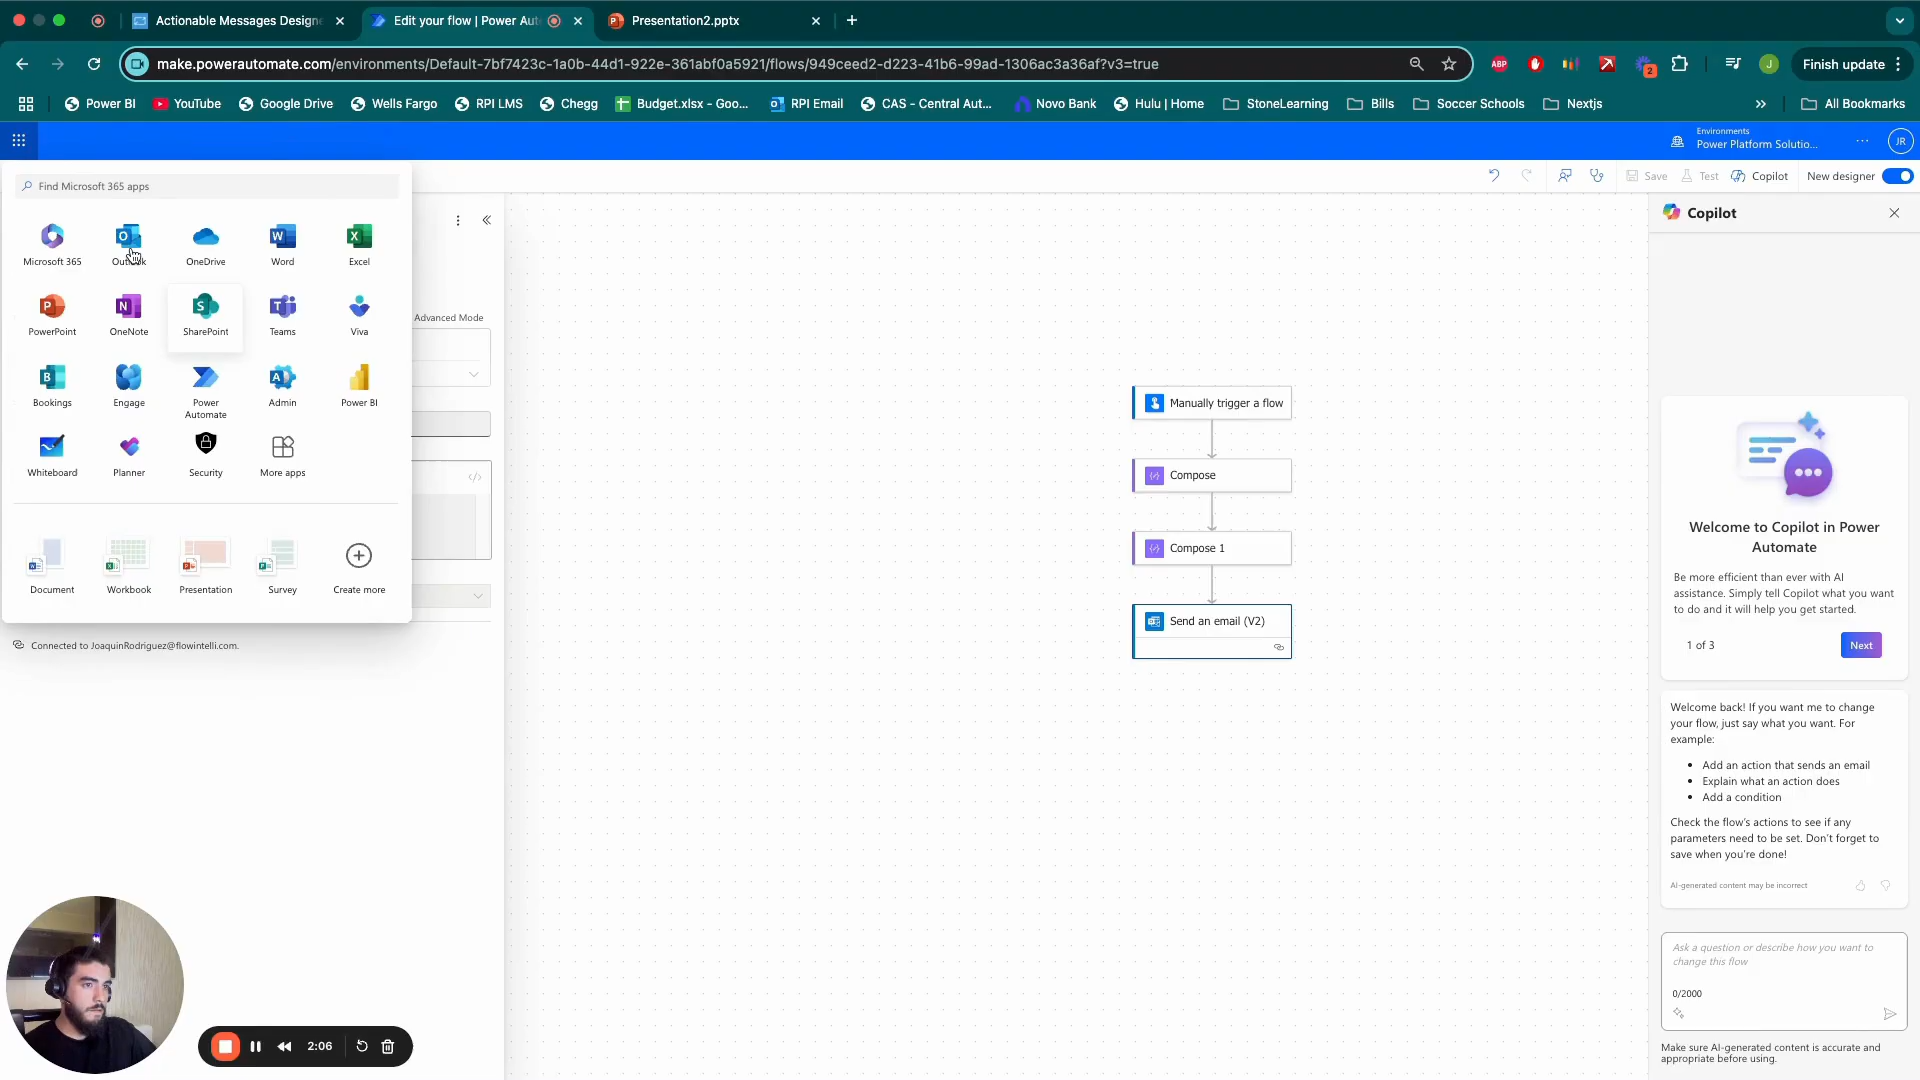 Actionable Messages Designe
Edit your flow | Power Aut
Presentation2.pptx
make.powerautomate.com/environments/Default-7bf7423c-1a0b-44d1-922e-361abf0a5921/flows/949ceed2-d223-41b6-99ad-1306ac3a36af?v3=true
ABP
2
J
Finish update
Power BI
YouTube
Google Drive
Wells Fargo
RPI LMS
Chegg
Budget.xlsx - Goo...
RPI Email
CAS - Central Aut...
Novo Bank
Hulu | Home
StoneLearning
Bills
Soccer Schools
Nextjs
All Bookmarks
Environments
Power Platform Solutio...
JR
Find Microsoft 365 apps
Save
Test
Copilot
New designer
Microsoft 365
Outlook
OneDrive
Word
Excel
PowerPoint
OneNote
SharePoint
Teams
Viva
Bookings
Engage
Power
Automate
Admin
Power BI
Whiteboard
Planner
Security
More apps
Document
Workbook
Presentation
Survey
Create more
Advanced Mode
Connected to JoaquinRodriguez@flowintelli.com.
Manually trigger a flow
Compose
Compose 1
Send an email (V2)
Copilot
Welcome to Copilot in Power
Automate
Be more efficient than ever with AI
assistance. Simply tell Copilot what you want
to do and it will help you get started.
1 of 3
Next
Welcome back! If you want me to change
your flow, just say what you want. For
example:
• Add an action that sends an email
• Explain what an action does
• Add a condition
Check the flow's actions to see if any
parameters need to be set. Don't forget to
save when you're done!
AI-generated content may be incorrect
Ask a question or describe how you want to
change this flow
0/2000
Make sure AI-generated content is accurate and
appropriate before using.
2:06